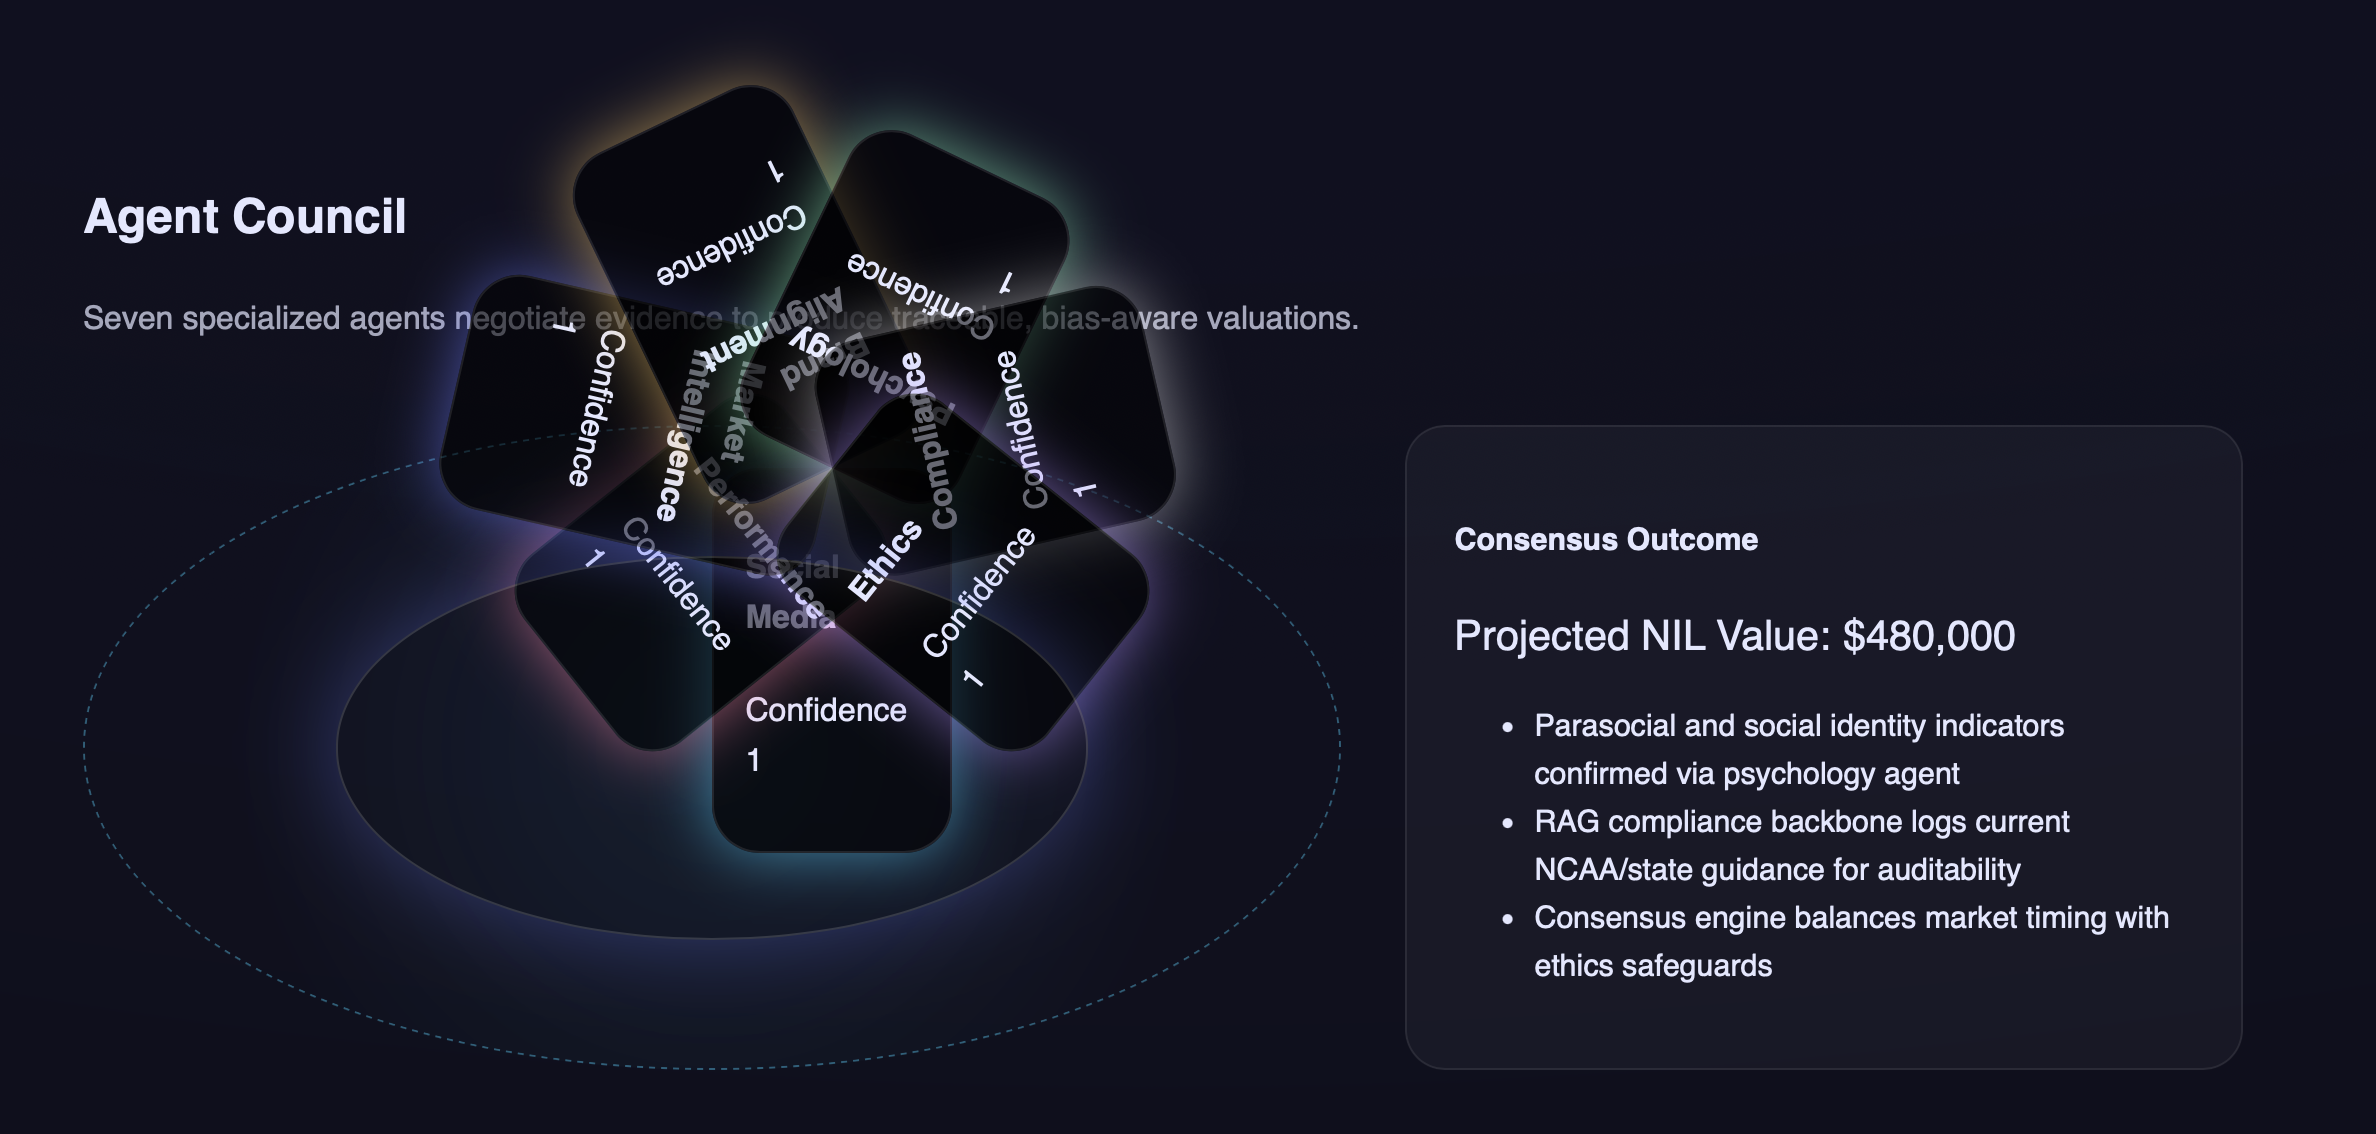 Agent Council
Seven specialized agents negotiate evidence to produce traceable, bias-aware valuations.
1
Confidence
Brand
Alignment
1
Confidence
Psychology
1
Confidence
Market
Intelligence
1
Confidence
Compliance
1
Confidence
Performance
1
Confidence
Ethics
Social
Media
Confidence
1
Consensus Outcome
Projected NIL Value: $480,000
• Parasocial and social identity indicators
confirmed via psychology agent
• RAG compliance backbone logs current
NCAA/state guidance for auditability
• Consensus engine balances market timing with
ethics safeguards